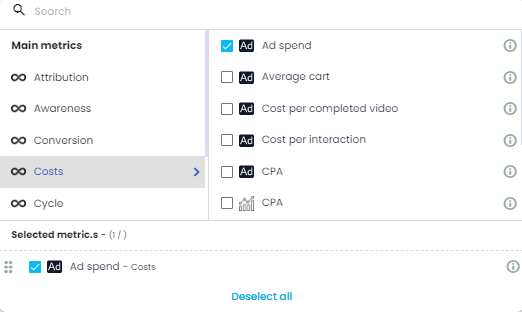 Search
Main metrics
Attribution
Awareness
Conversion
Costs
Cycle
Ad Ad spend
Ad Average cart
Ad Cost per completed video
Ad Cost per interaction
Ad CPA
CPA
Selected metric.s - (1 / )
Ad Ad spend - Costs
Deselect all